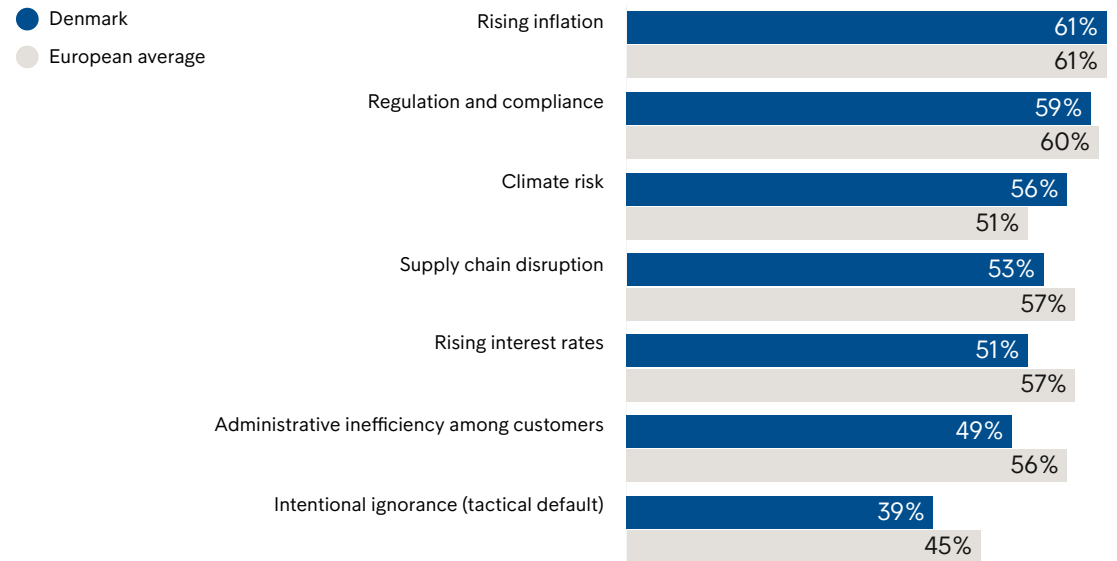 Denmark
European average
Rising inflation
61%
61%
Regulation and compliance
59%
60%
Climate risk
56%
51%
Supply chain disruption
53%
57%
Rising interest rates
51%
57%
Administrative inefficiency among customers
49%
56%
Intentional ignorance (tactical default)
39%
45%